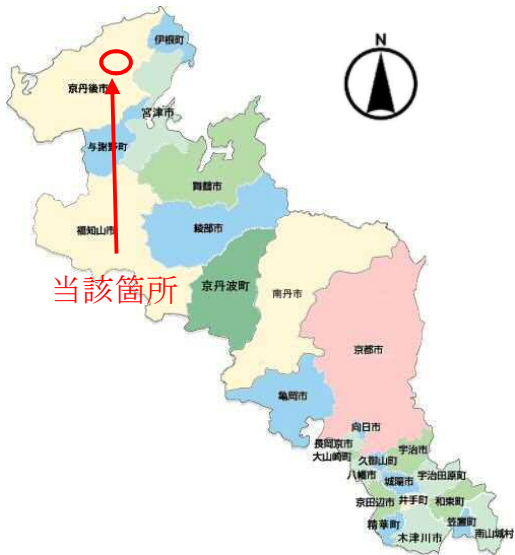 伊根町
N
京丹後市
宮津市
与謝野町
舞鶴市
福知山市
綾部市
当該箇所
京丹波町
南丹市
京都市
亀岡市
向日市
長岡京市
大山崎町
宇治市
久御山町
八幡市
宇治田原町
城陽市
京田辺市
井手町
和束町
精華町
笠置町
木津川市
南山城村